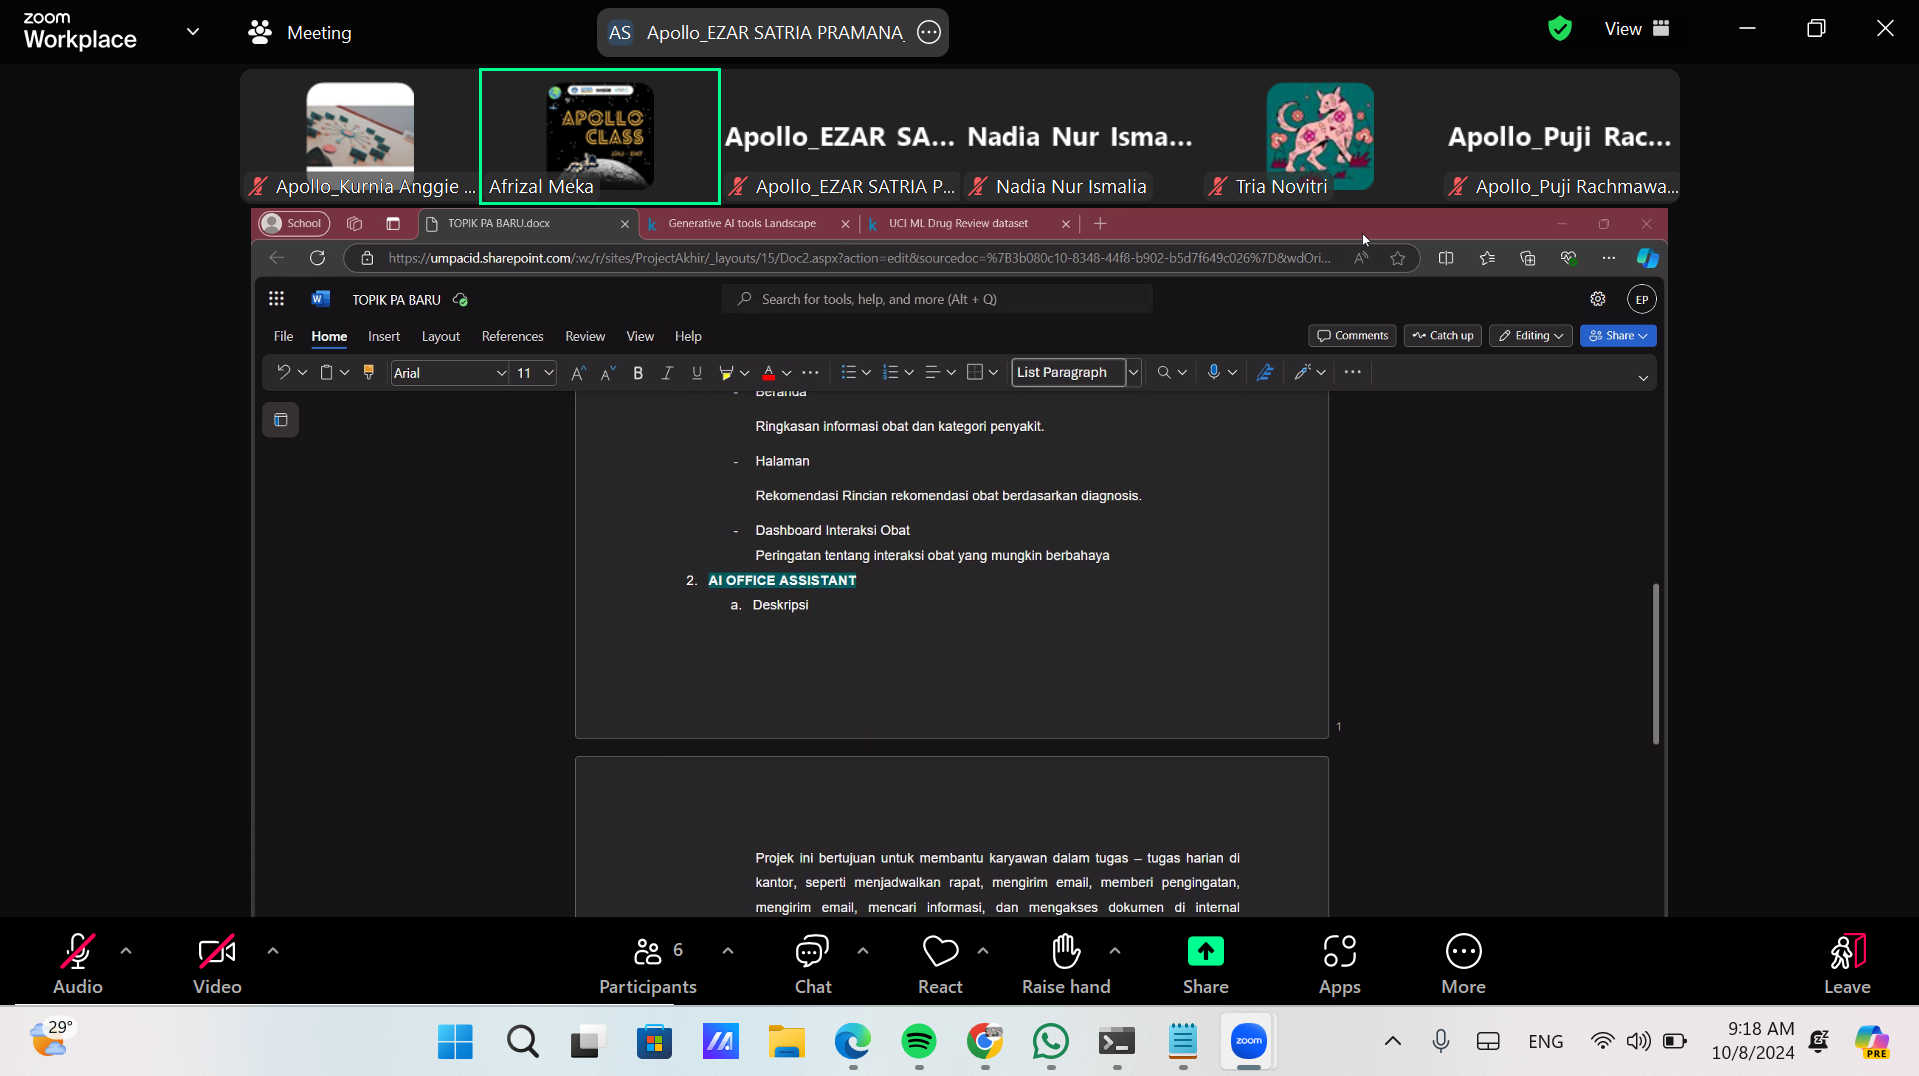 zoom
Workplace
Meeting
AS Apollo_EZAR SATRIA PRAMANA_
View
APOLLO
CLASS
Apollo_EZAR SA... Nadia Nur Isma... Apollo_Puji Rac...
Apollo_Kurnia Anggie ... Afrizal Meka Apollo_EZAR SATRIA P... Nadia Nur Ismalia Tria Novitri Apollo_Puji Rachmawa...
School TOPIK PA BARU.docx Generative AI tools Landscape UCI ML Drug Review dataset
https://umpacid.sharepoint.com/:w:/r/sites/ProjectAkhir/_layouts/15/Doc2.aspx?action=edit&sourcedoc=%7B3b080c10-8348-44f8-b902-b5d7f649c026%7D&wdOri...
TOPIK PA BARU Search for tools, help, and more (Alt + Q) EP
File Home Insert Layout References Review View Help Comments Catch up Editing Share
Arial 11 List Paragraph
- Beranda
Ringkasan informasi obat dan kategori penyakit.
- Halaman
Rekomendasi Rincian rekomendasi obat berdasarkan diagnosis.
- Dashboard Interaksi Obat
Peringatan tentang interaksi obat yang mungkin berbahaya
2. AI OFFICE ASSISTANT
a. Deskripsi
1
Projek ini bertujuan untuk membantu karyawan dalam tugas – tugas harian di
kantor, seperti menjadwalkan rapat, mengirim email, memberi pengingatan,
mengirim email, mencari informasi, dan mengakses dokumen di internal
6
Audio Video Participants Chat React Raise hand Share Apps More Leave
29°
zoom
ENG
9:18 AM
10/8/2024
PRE